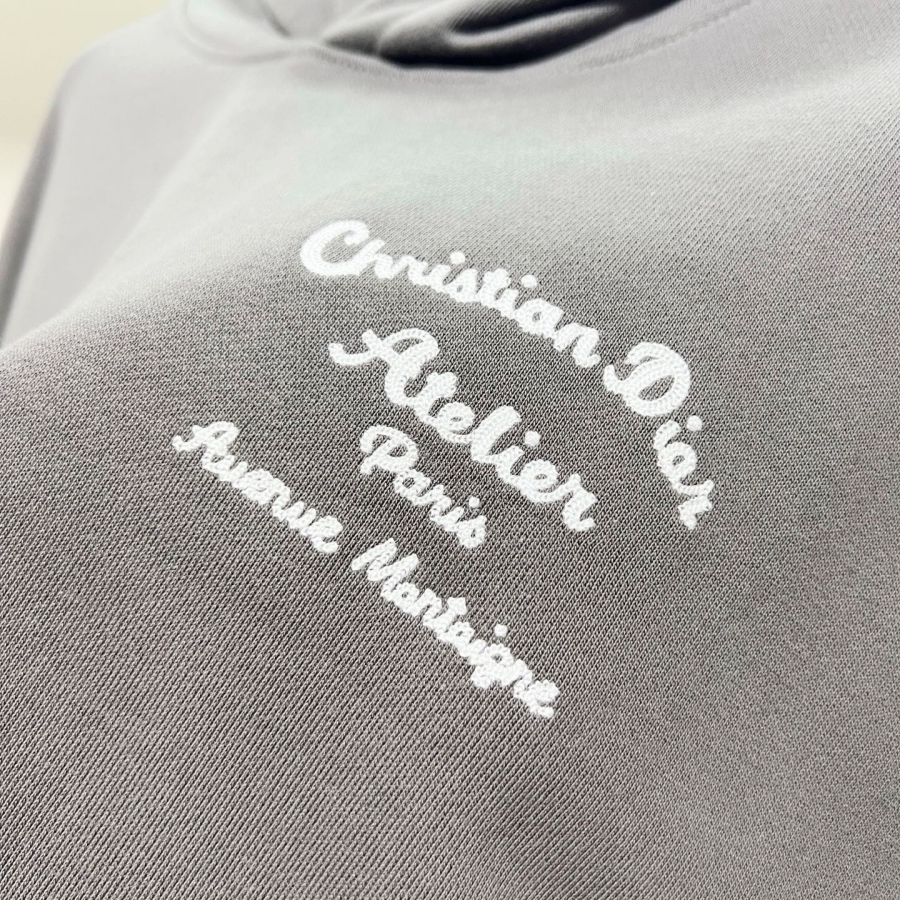 Christian Dior
Atelier
Paris
Avenue Montaigne